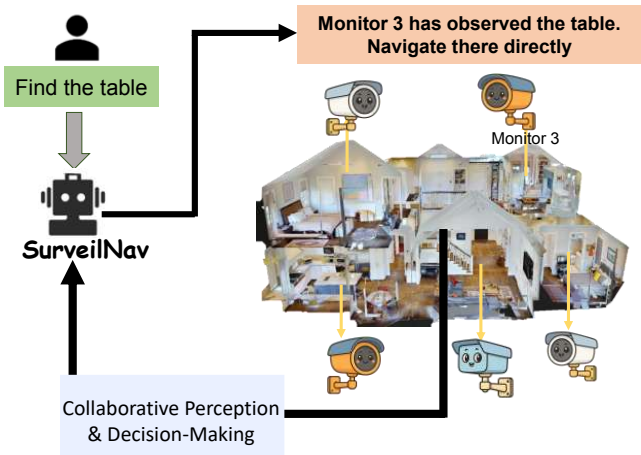 Monitor 3 has observed the table.
Navigate there directly
Find the table
Monitor 3
SurveilNav
Collaborative Perception
& Decision-Making